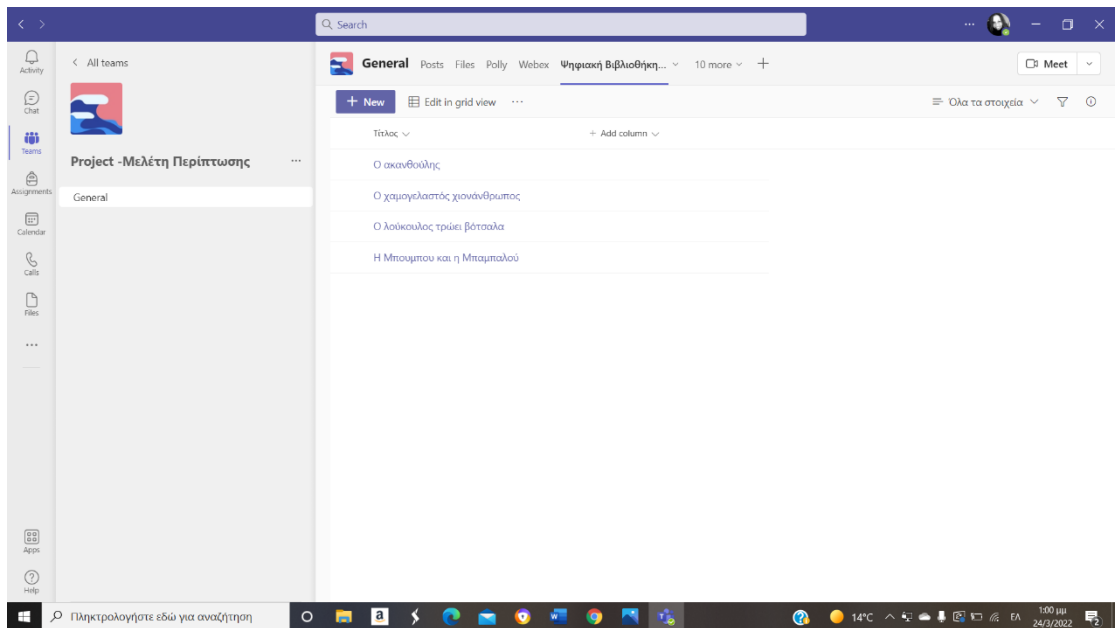 Search
Activity
Chat
Teams
Assignments
Calendar
Calls
Files
Apps
Help
All teams
Project -Μελέτη Περίπτωσης
General
General Posts Files Polly Webex Ψηφιακή Βιβλιοθήκη... 10 more
Meet
New Edit in grid view
Όλα τα στοιχεία
Τίτλος Add column
Ο ακανθούλης
Ο χαμογελαστός χιονάνθρωπος
Ο λούκουλος τρώει βότσαλα
Η Μπουμπου και η Μπαμπαλού
Πληκτρολογήστε εδώ για αναζήτηση
14°C
ΕΛ
1:00 μμ
24/3/2022